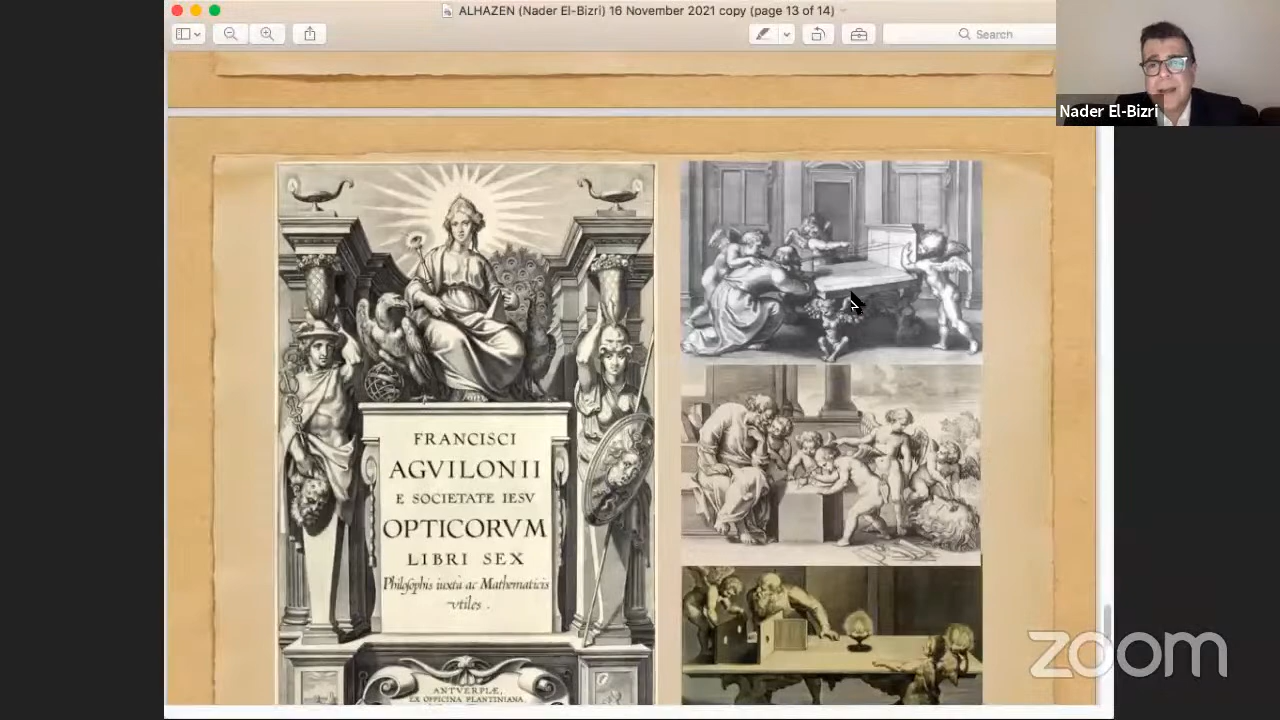 ALHAZEN (Nader El-Bizri) 16 November 2021 copy (page 13 of 14)
Search
Nader El-Bizri
FRANCISCI
AGVILONII
E SOCIETATE IESV
OPTICORVM
LIBRI SEX
Philosophis iuxta ac Mathematicis
vtiles .
ANTVERPIÆ,
EX OFFICINA PLANTINIANA,
zoom